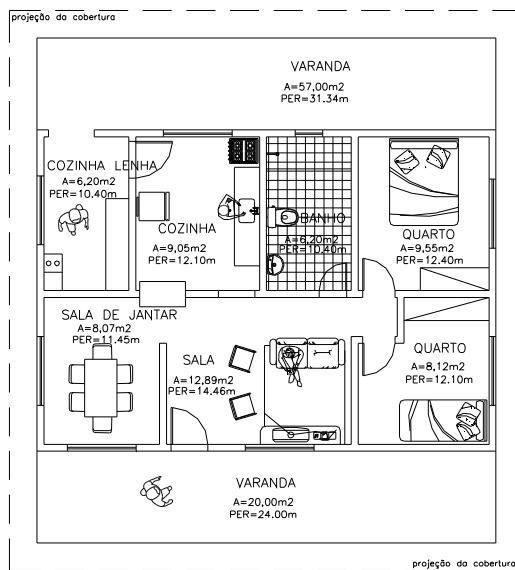 projeção da cobertura
VARANDA
A=57,00m2
PER=31.34m
COZINHA LENHA
A=6,20m2
PER=10.40m
COZINHA
A=9,05m2
PER=12.10m
BANHO
A=6,20m2
PER=10.40m
QUARTO
A=9,55m2
PER=12.40m
SALA DE JANTAR
A=8,07m2
PER=11.45m
SALA
A=12,89m2
PER=14.46m
QUARTO
A=8,12m2
PER=12.10m
VARANDA
A=20,00m2
PER=24.00m
projeção da cobertura